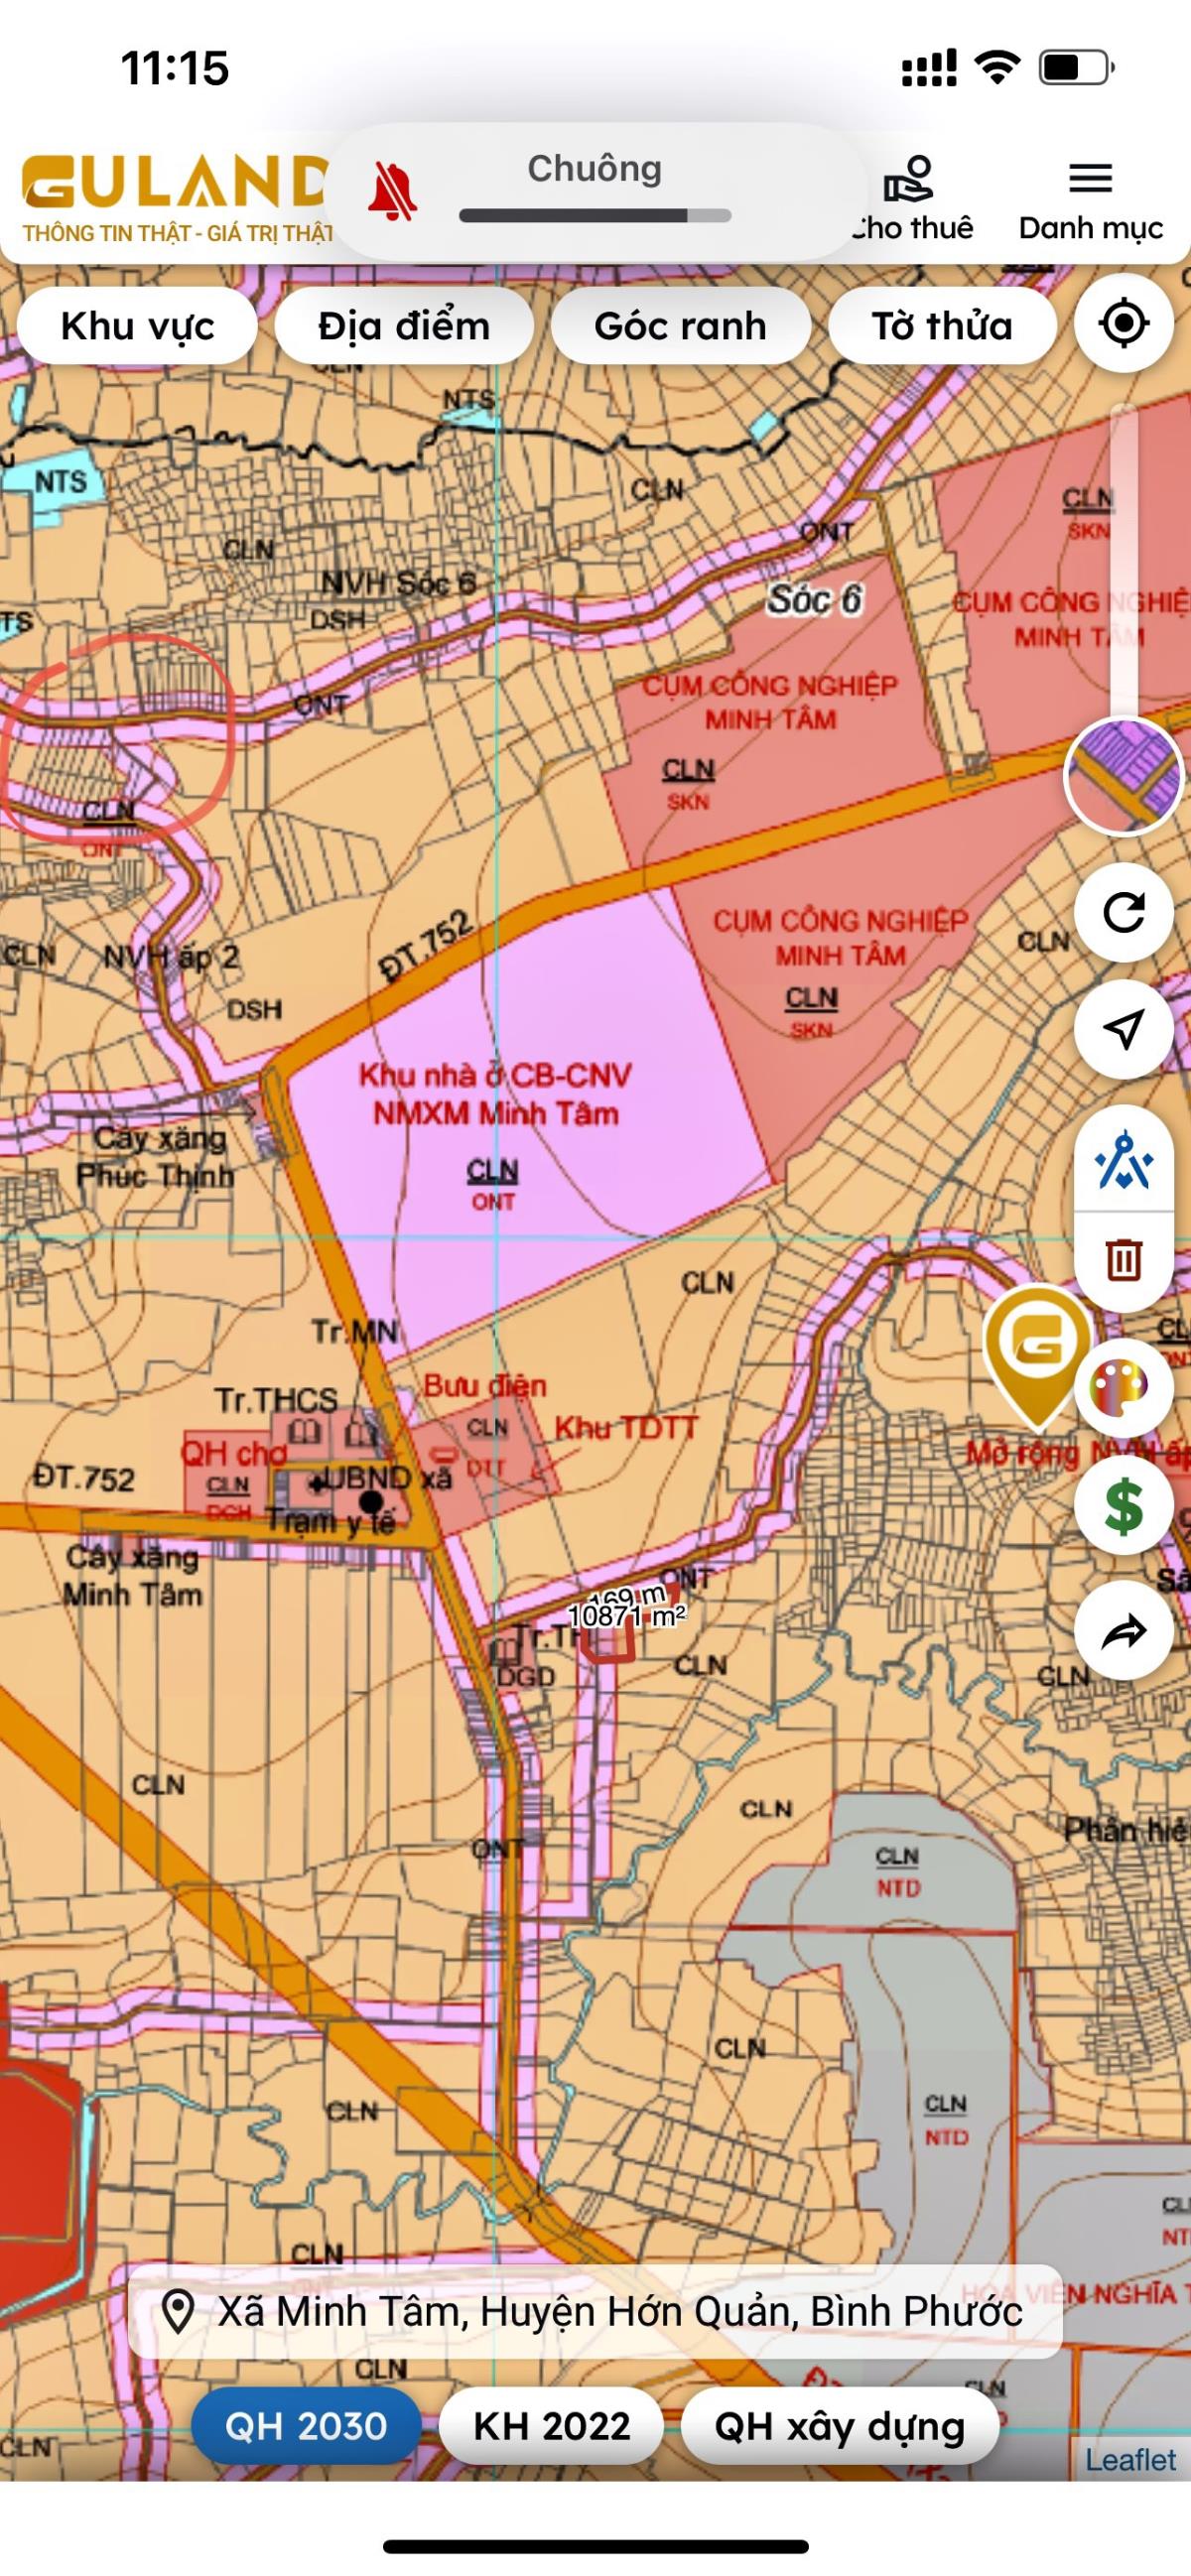 11:15
GULAND
THÔNG TIN THẬT - GIÁ TRỊ THẬT
Chuông
Cho thuê
Danh mục
Khu vực
Địa điểm
Góc ranh
Tờ thửa
NTS
NTS
CLN
CLN
SKN
ONT
CLN
NVH Sóc 6
Sóc 6
CỤM CÔNG NGHIỆ
MINH TÂM
TS
DSH
CỤM CÔNG NGHIỆP
MINH TÂM
ONT
CLN
SKN
CLN
ONT
CỤM CÔNG NGHIỆP
MINH TÂM
ĐT.752
CLN
CLN
NVH ấp 2
CLN
SKN
DSH
Khu nhà ở CB-CNV
NMXM Minh Tâm
Cây xăng
Phúc Thịnh
CLN
ONT
CLN
Tr.MN
Bưu điện
Tr.THCS
CLN
Khu TDTT
QH chợ
DTT
Mở rộng NVH ấp
ĐT.752
CLN
DCH
UBND xã
Trạm y tế
Cây xăng
Minh Tâm
ONT
169 m
10871 m²
Tr.TH
DGD
CLN
CLN
CLN
CLN
Phân hiệ
ONT
CLN
NTD
CLN
CLN
CLN
NTD
CLN
HOA VIÊN NGHĨA T
Xã Minh Tâm, Huyện Hớn Quản, Bình Phước
CLN
CLN
QH 2030
KH 2022
QH xây dựng
CLN
Leaflet